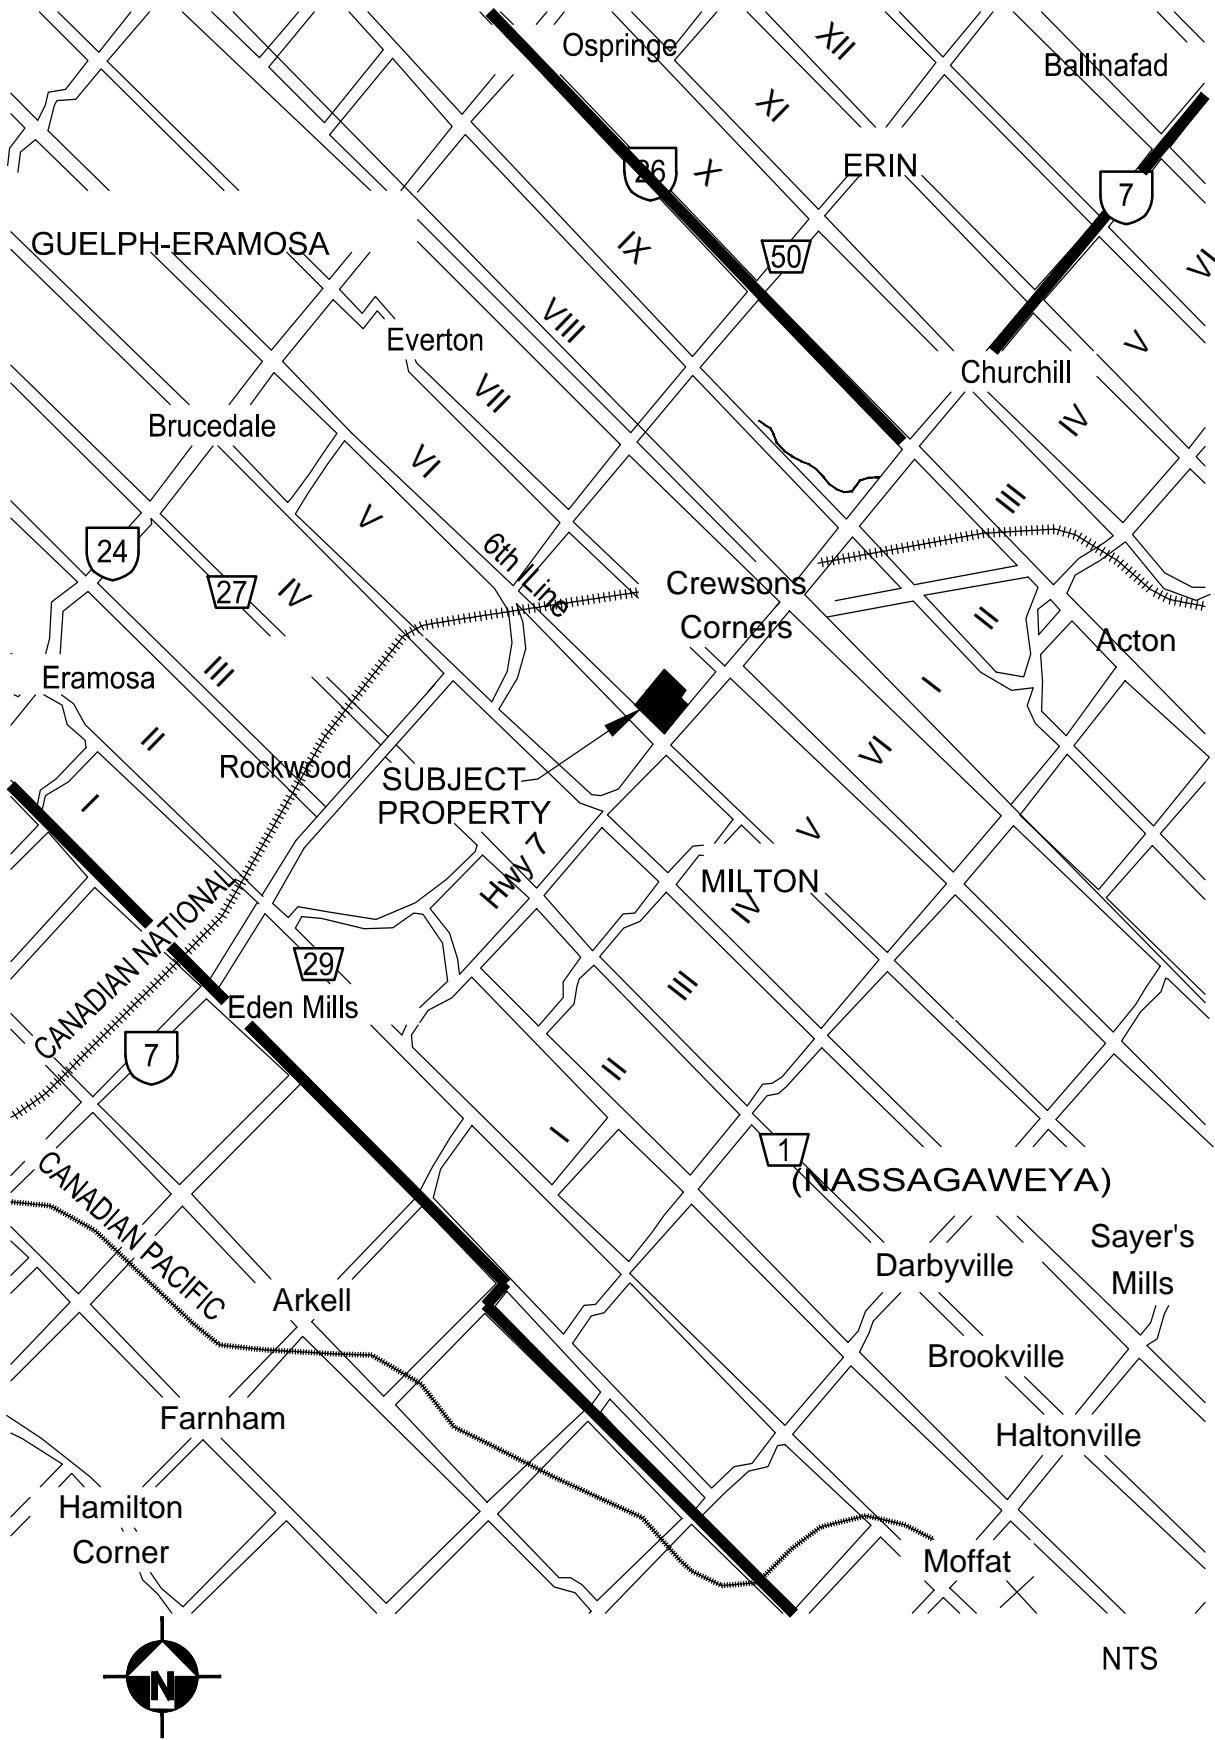 XII
Ospringe
Ballinafad
XI
ERIN
26
X
7
GUELPH-ERAMOSA
IX
50
VI
VIII
Everton
V
Churchill
VII
IV
Brucedale
VI
III
V
6th Line
24
27
IV
Crewsons
Corners
II
Acton
III
Eramosa
I
II
VI
Rockwood
SUBJECT
PROPERTY
I
V
Hwy 7
MILTON
IV
CANADIAN NATIONAL
29
III
Eden Mills
7
II
I
1
(NASSAGAWEYA)
CANADIAN PACIFIC
Sayer's
Mills
Darbyville
Arkell
Brookville
Farnham
Haltonville
Hamilton
Corner
Moffat
N
NTS